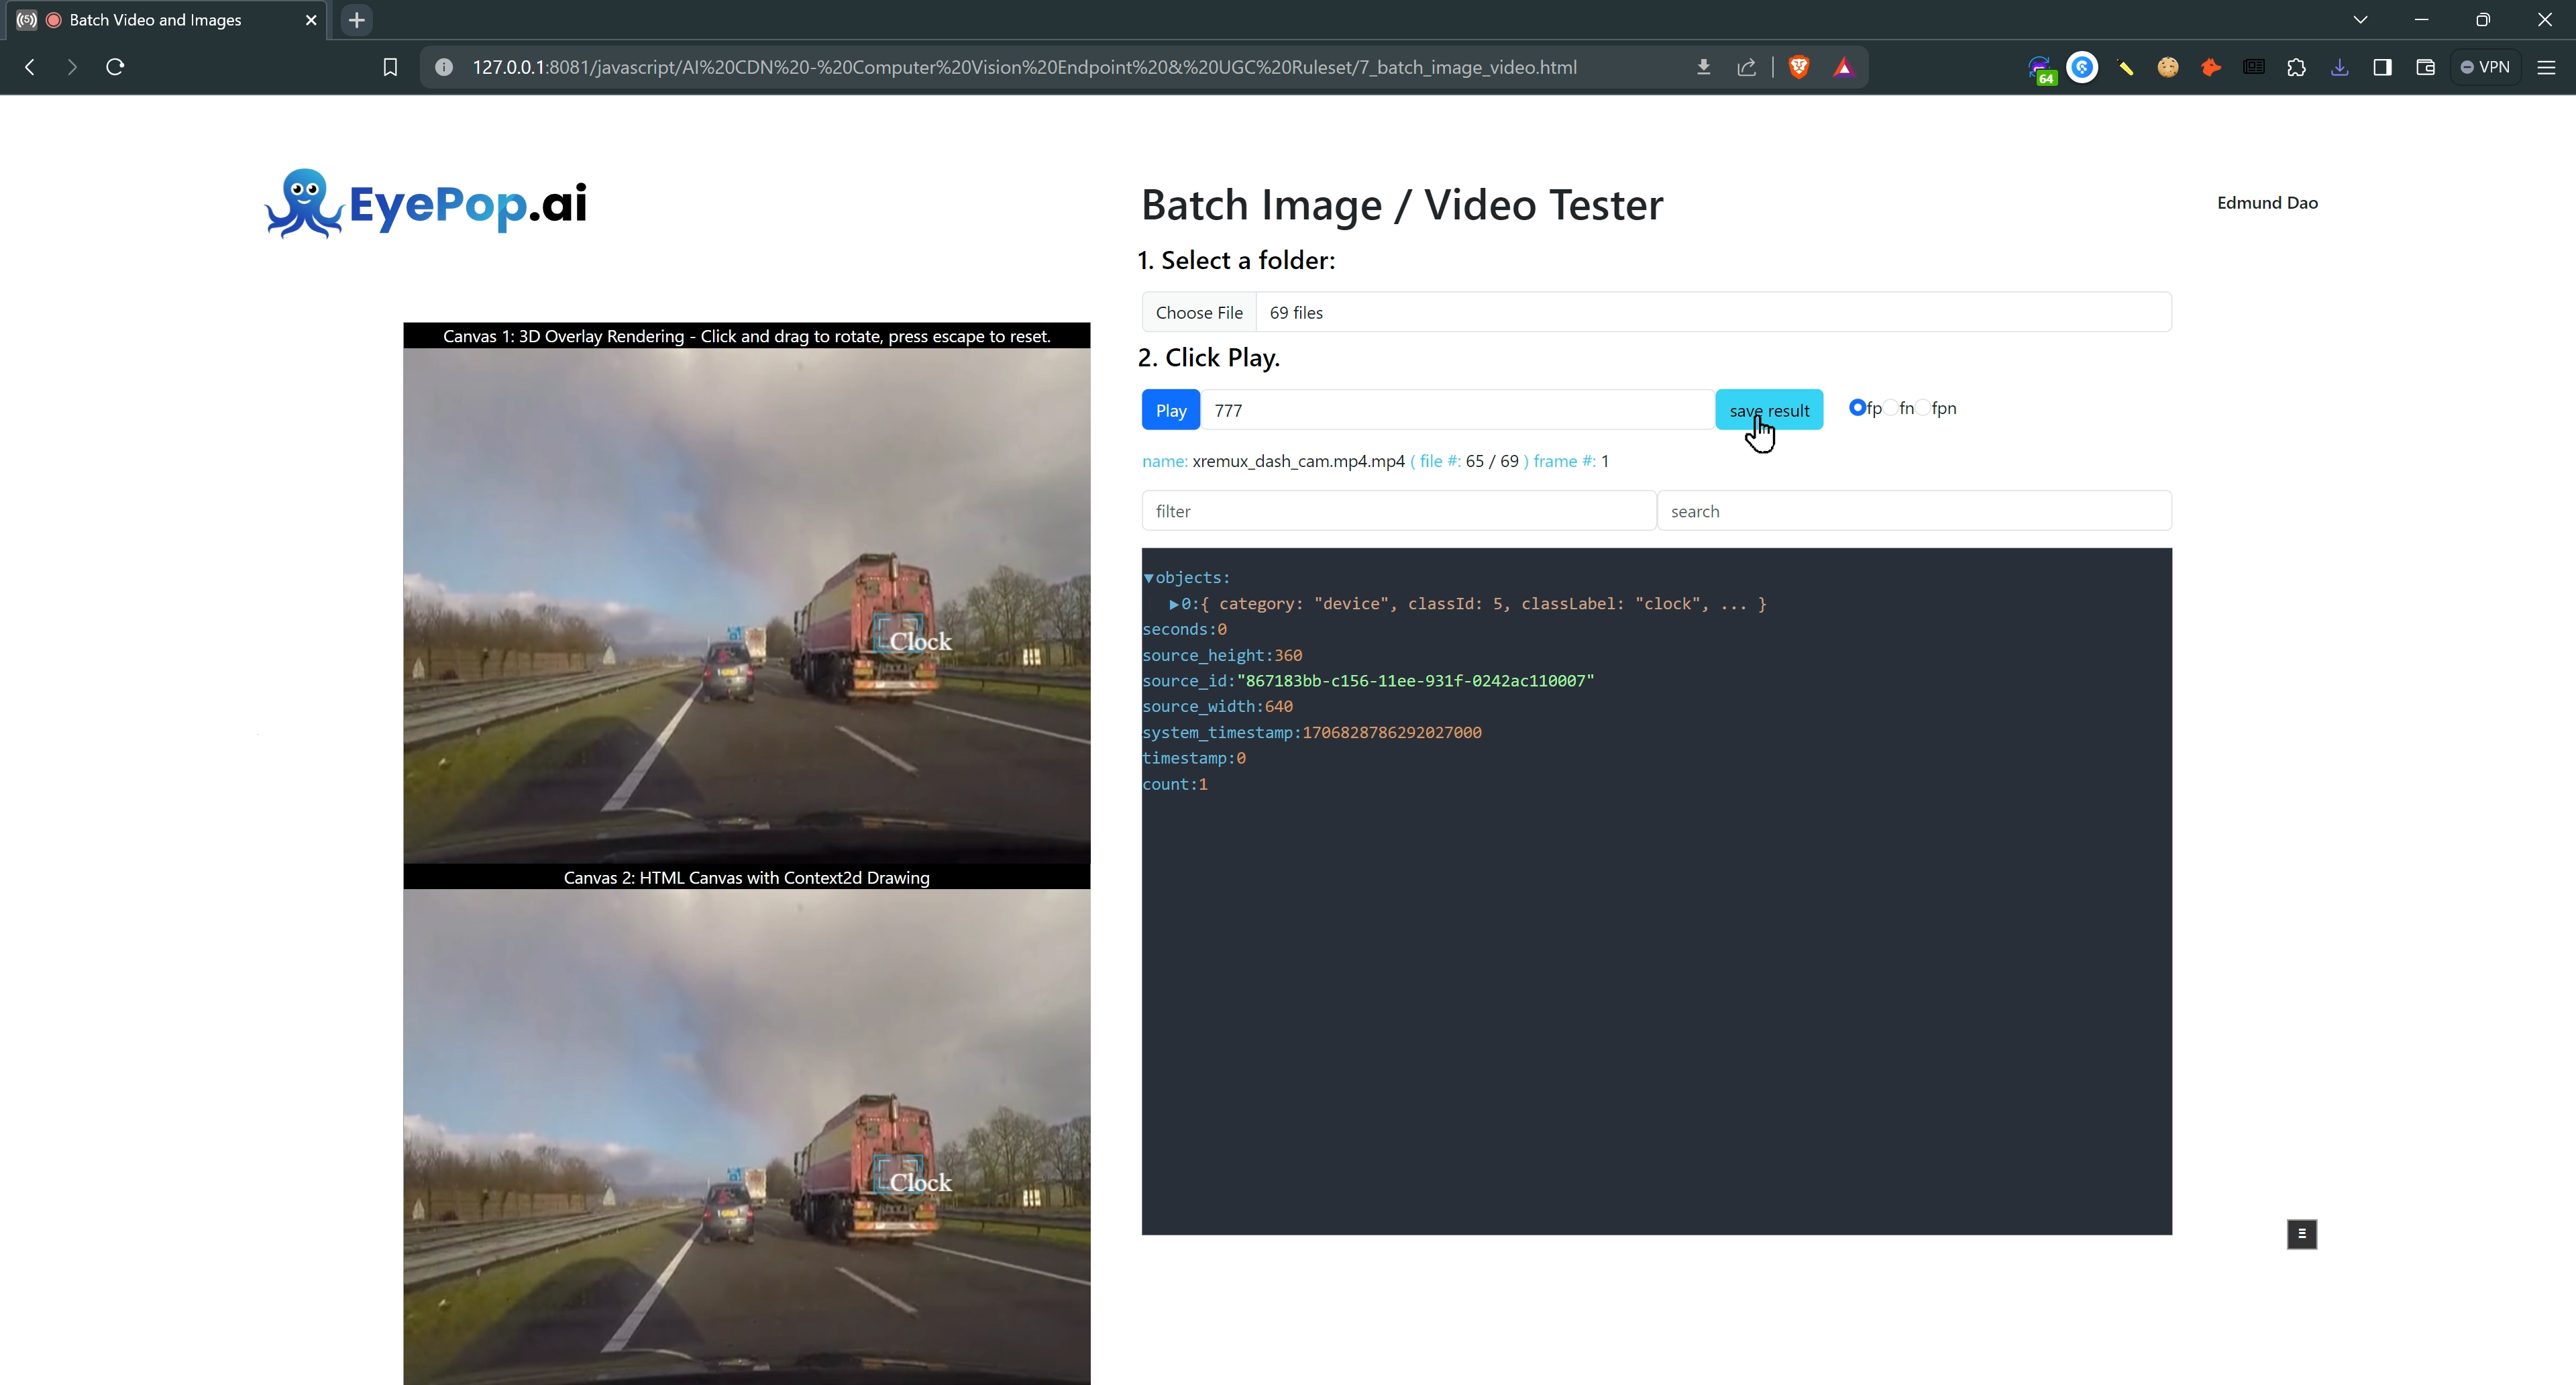 Batch Video and Images
127.0.0.1:8081/javascript/AI%20CDN%20-%20Computer%20Vision%20Endpoint%20&%20UGC%20Ruleset/7_batch_image_video.html
64
VPN
EyePop.ai
Batch Image / Video Tester
Edmund Dao
1. Select a folder:
Choose File 69 files
2. Click Play.
Play 777 save result fp fn fpn
name: xremux_dash_cam.mp4.mp4 ( file #: 65 / 69 ) frame #: 1
filter search
▼objects:
▶0:{ category: "device", classId: 5, classLabel: "clock", ... }
seconds:0
source_height:360
source_id:"867183bb-c156-11ee-931f-0242ac110007"
source_width:640
system_timestamp:1706828786292027000
timestamp:0
count:1
Canvas 1: 3D Overlay Rendering - Click and drag to rotate, press escape to reset.
Clock
Canvas 2: HTML Canvas with Context2d Drawing
Clock